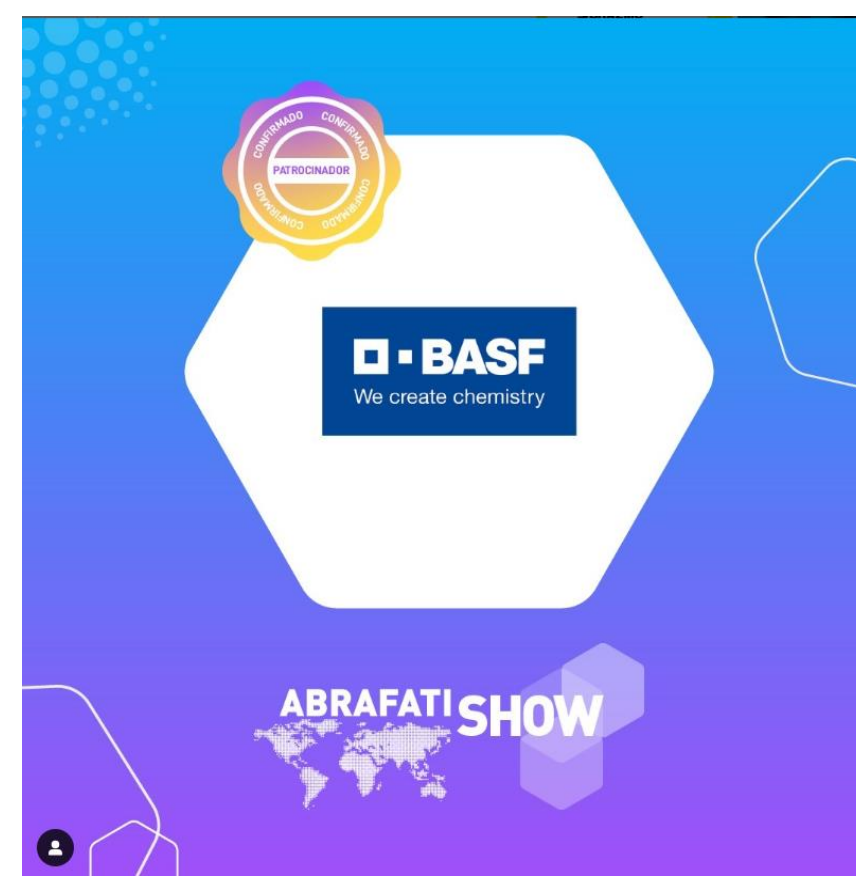 CONFIRMADO CONFIRMADO CONFIRMADO CONFIRMADO
PATROCINADOR
BASF
We create chemistry
ABRAFATI SHOW